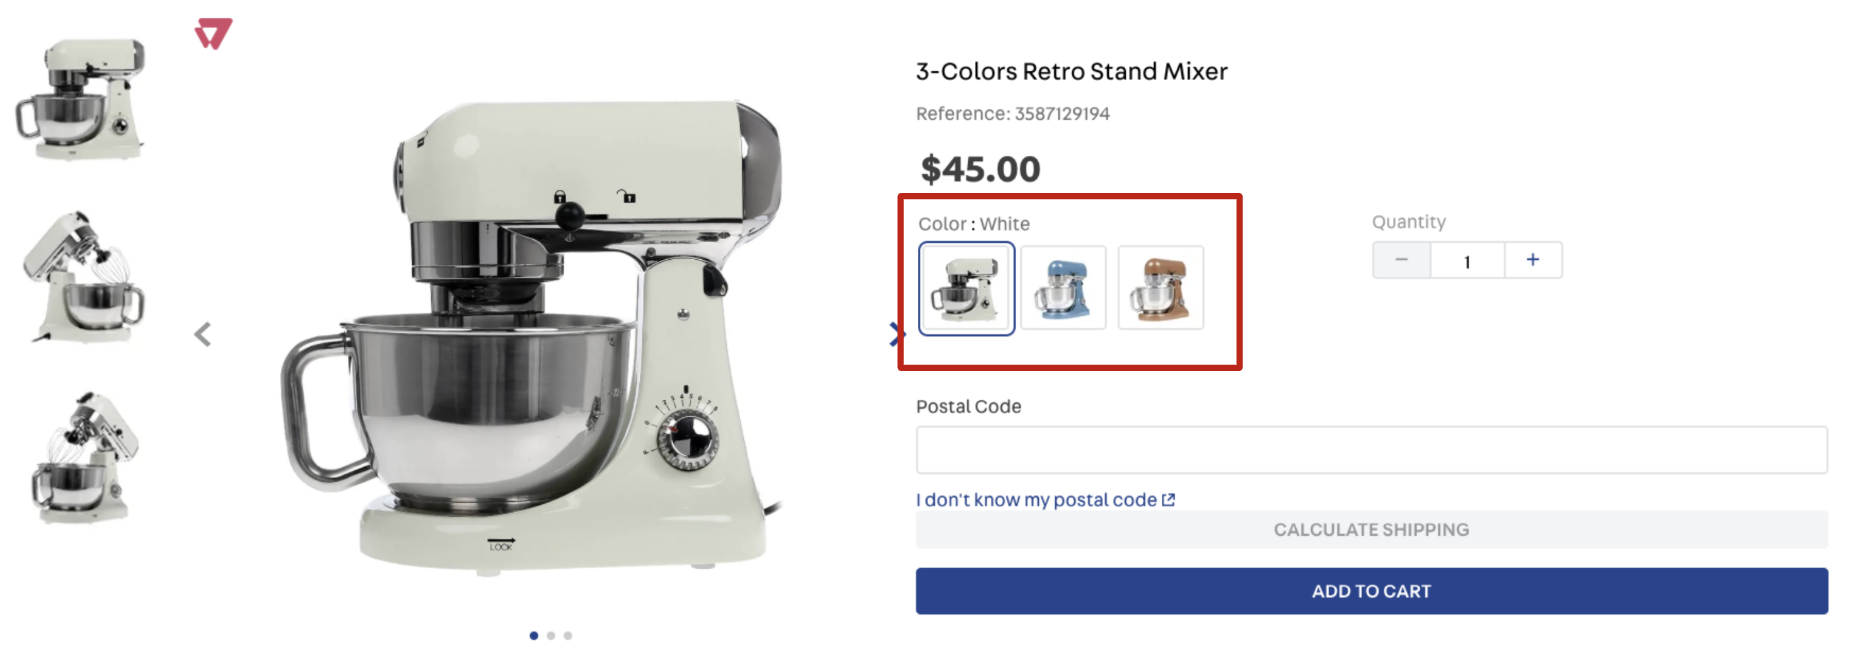 3-Colors Retro Stand Mixer
Reference: 3587129194
$45.00
Color : White
Quantity
− 1 +
Postal Code
I don't know my postal code
CALCULATE SHIPPING
ADD TO CART
LOCK